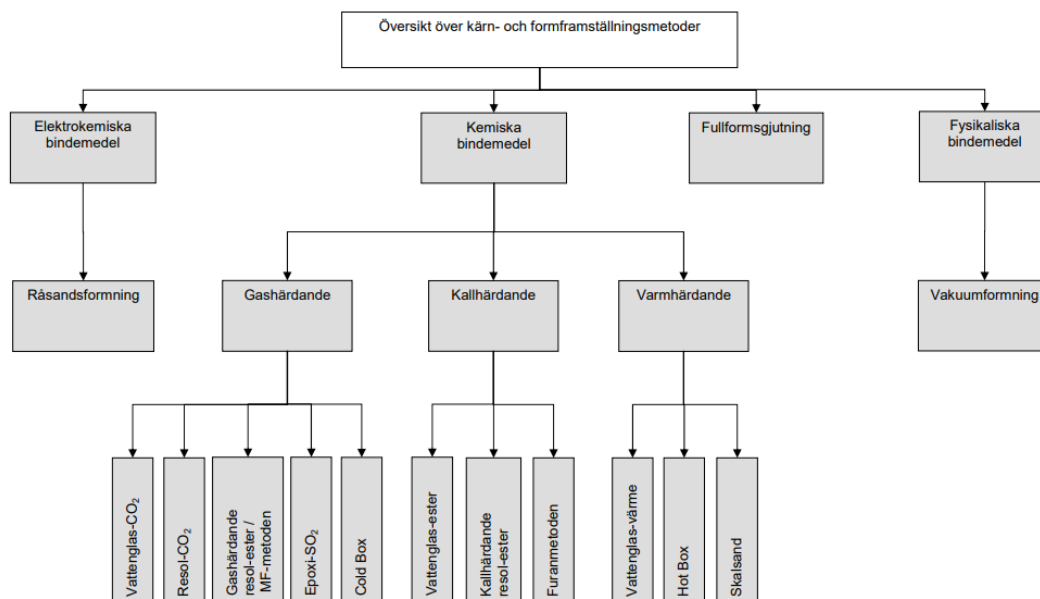 Översikt över kärn- och formframställningsmetoder
Elektrokemiska
bindemedel
Kemiska
bindemedel
Fullformsgjutning
Fysikaliska
bindemedel
Råsandsformning
Gashärdande
Kallhärdande
Varmhärdande
Vakuumformning
Vattenglas-CO₂
Resol-CO₂
Gashärdande
resol-ester /
MF-metoden
Epoxi-SO₂
Cold Box
Vattenglas-ester
Kallhärdande
resol-ester
Furanmetoden
Vattenglas-värme
Hot Box
Skalsand